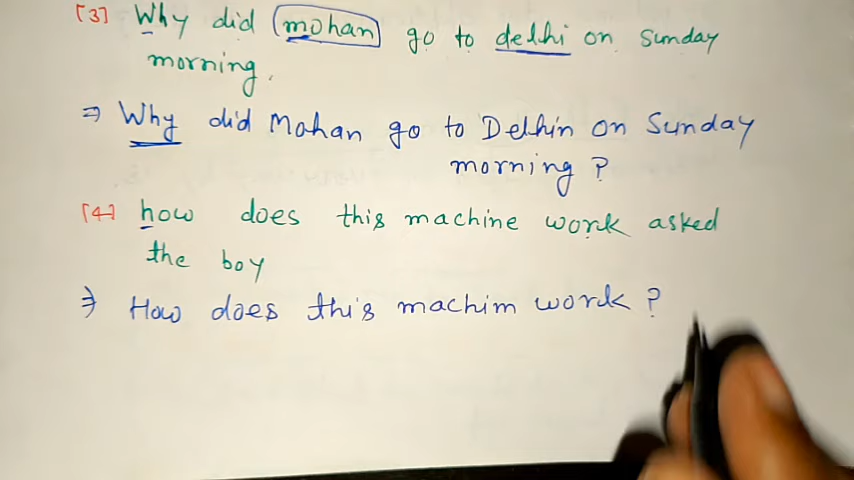 [3] Why did mohan go to delhi on sunday
morning.
⇒ Why did Mohan go to Delhin on Sunday
morning?
[4] how does this machine work asked
the boy
⇒ How does this machim work?